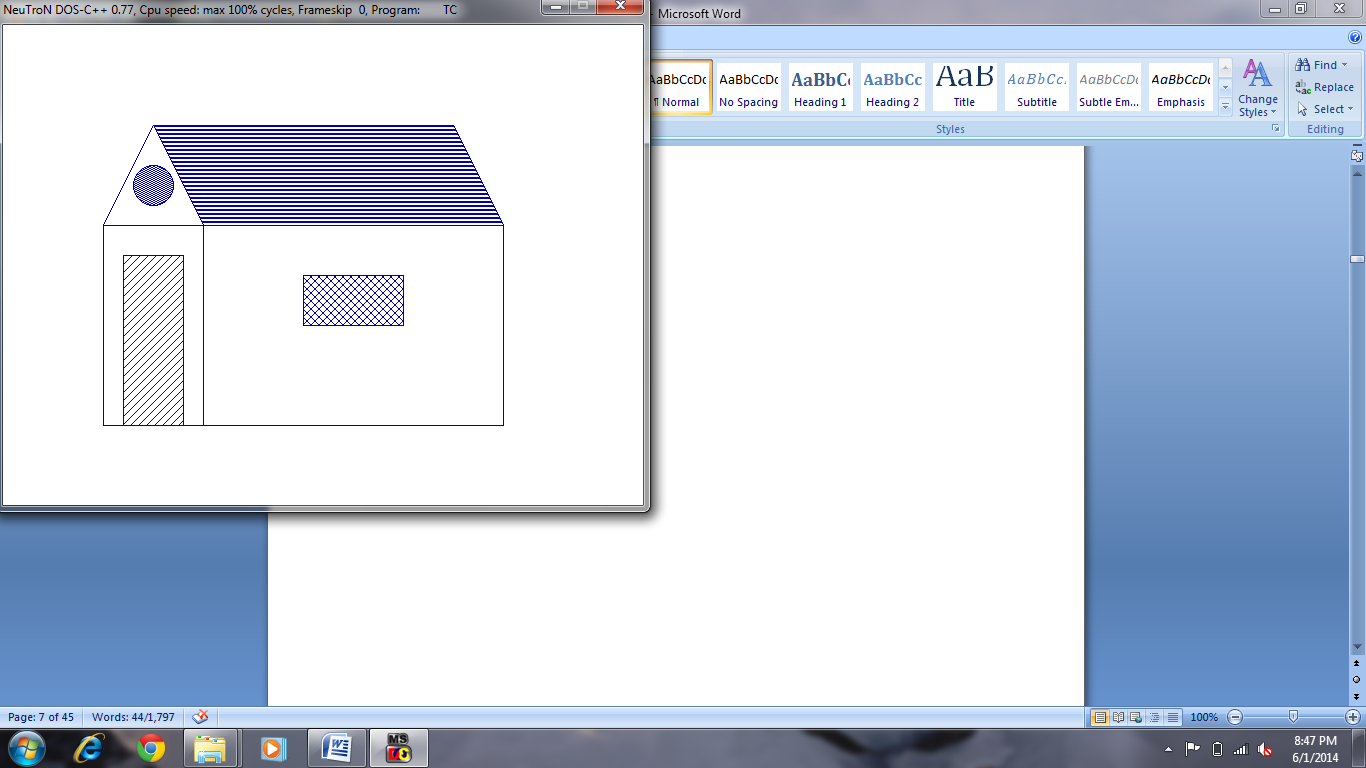 NeuTroN DOS-C++ 0.77, Cpu speed: max 100% cycles, Frameskip 0, Program: TC
- Microsoft Word
AaBbCcDc AaBbCcDc AaBbC AaBbCc AaB AaBbCc. AaBbCcDc AaBbCcDc
¶ Normal No Spacing Heading 1 Heading 2 Title Subtitle Subtle Em... Emphasis
Change Styles
Styles
Find
Replace
Select
Editing
Page: 7 of 45 Words: 44/1,797 100%
MS
8:47 PM
6/1/2014